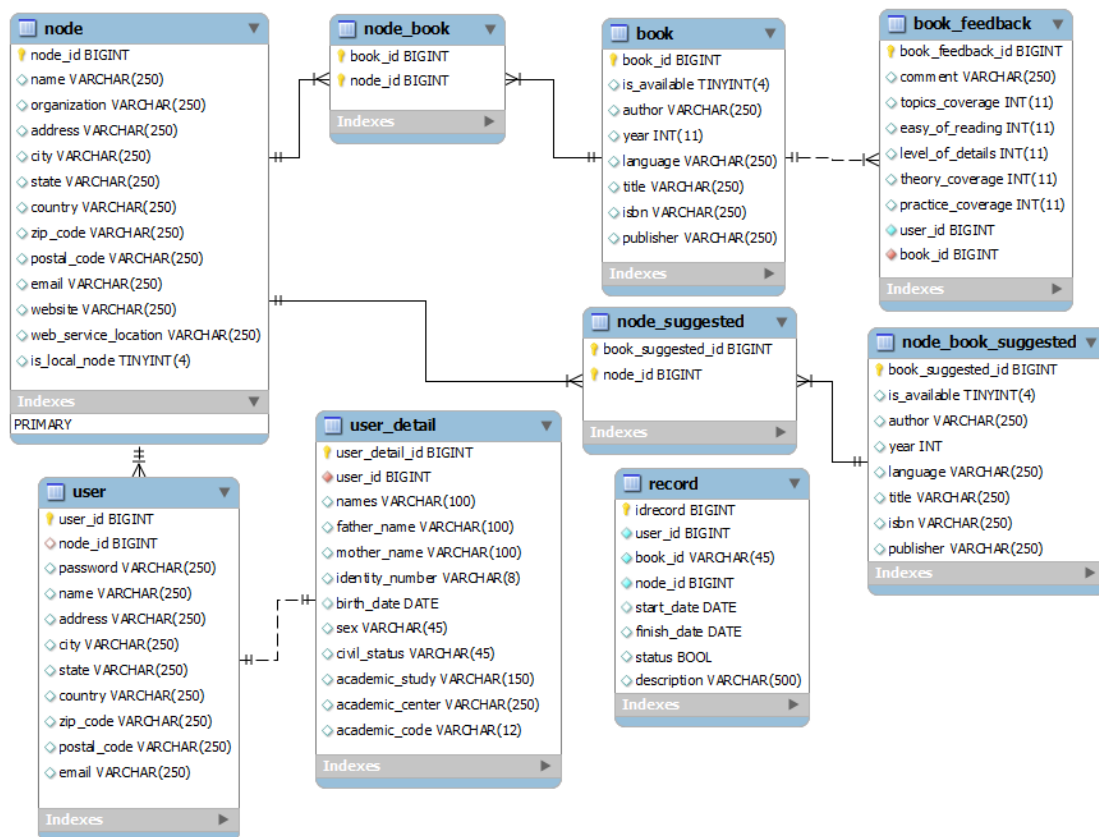 node
node_id BIGINT
name VARCHAR(250)
organization VARCHAR(250)
address VARCHAR(250)
city VARCHAR(250)
state VARCHAR(250)
country VARCHAR(250)
zip_code VARCHAR(250)
postal_code VARCHAR(250)
email VARCHAR(250)
website VARCHAR(250)
web_service_location VARCHAR(250)
is_local_node TINYINT(4)
Indexes
PRIMARY
node_book
book_id BIGINT
node_id BIGINT
Indexes
book
book_id BIGINT
is_available TINYINT(4)
author VARCHAR(250)
year INT(11)
language VARCHAR(250)
title VARCHAR(250)
isbn VARCHAR(250)
publisher VARCHAR(250)
Indexes
book_feedback
book_feedback_id BIGINT
comment VARCHAR(250)
topics_coverage INT(11)
easy_of_reading INT(11)
level_of_details INT(11)
theory_coverage INT(11)
practice_coverage INT(11)
user_id BIGINT
book_id BIGINT
Indexes
node_suggested
book_suggested_id BIGINT
node_id BIGINT
Indexes
node_book_suggested
book_suggested_id BIGINT
is_available TINYINT(4)
author VARCHAR(250)
year INT
language VARCHAR(250)
title VARCHAR(250)
isbn VARCHAR(250)
publisher VARCHAR(250)
Indexes
user
user_id BIGINT
node_id BIGINT
password VARCHAR(250)
name VARCHAR(250)
address VARCHAR(250)
city VARCHAR(250)
state VARCHAR(250)
country VARCHAR(250)
zip_code VARCHAR(250)
postal_code VARCHAR(250)
email VARCHAR(250)
Indexes
user_detail
user_detail_id BIGINT
user_id BIGINT
names VARCHAR(100)
father_name VARCHAR(100)
mother_name VARCHAR(100)
identity_number VARCHAR(8)
birth_date DATE
sex VARCHAR(45)
civil_status VARCHAR(45)
academic_study VARCHAR(150)
academic_center VARCHAR(250)
academic_code VARCHAR(12)
Indexes
record
idrecord BIGINT
user_id BIGINT
book_id VARCHAR(45)
node_id BIGINT
start_date DATE
finish_date DATE
status BOOL
description VARCHAR(500)
Indexes